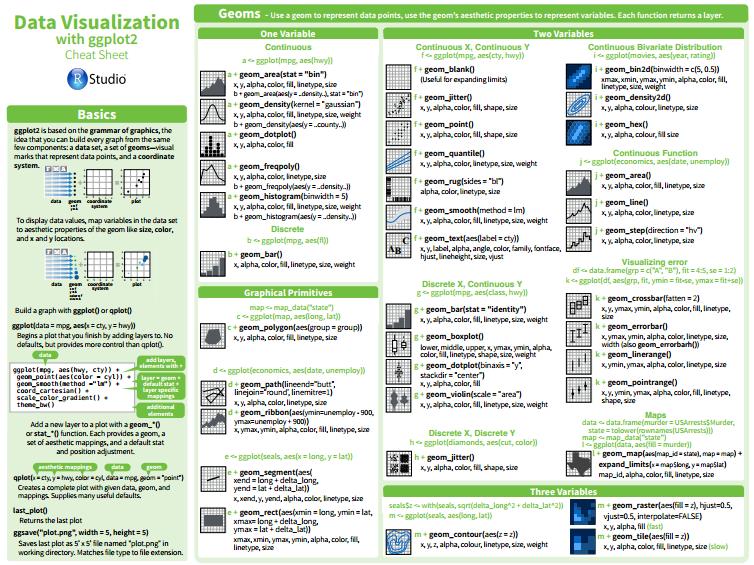 Data Visualization
with ggplot2
Cheat Sheet
R Studio
Basics
ggplot2 is based on the grammar of graphics, the
idea that you can build every graph from the same
few components: a data set, a set of geoms—visual
marks that represent data points, and a coordinate
system.
data geom coordinate system plot
To display data values, map variables in the data set
to aesthetic properties of the geom like size, color,
and x and y locations.
data geom coordinate system plot
Build a graph with ggplot() or qplot()
ggplot(data = mpg, aes(x = cty, y = hwy))
Begins a plot that you finish by adding layers to. No
defaults, but provides more control than qplot().
data
ggplot(mpg, aes(hwy, cty)) +
geom_point(aes(color = cyl)) +
geom_smooth(method ="lm") +
coord_cartesian() +
scale_color_gradient() +
theme_bw()
add layers,
elements with +
layer = geom +
default stat +
layer specific
mappings
additional
elements
Add a new layer to a plot with a geom_*()
or stat_*() function. Each provides a geom, a
set of aesthetic mappings, and a default stat
and position adjustment.
aesthetic mappings data geom
qplot(x = cty, y = hwy, color = cyl, data = mpg, geom = "point")
Creates a complete plot with given data, geom, and
mappings. Supplies many useful defaults.
last_plot()
Returns the last plot
ggsave("plot.png", width = 5, height = 5)
Saves last plot as 5' x 5' file named "plot.png" in
working directory. Matches file type to file extension.
Geoms - Use a geom to represent data points, use the geom's aesthetic properties to represent variables. Each function returns a layer.
One Variable
Continuous
a <- ggplot(mpg, aes(hwy))
a + geom_area(stat = "bin")
x, y, alpha, color, fill, linetype, size
b + geom_area(aes(y = ..density..), stat = "bin")
a + geom_density(kernel = "gaussian")
x, y, alpha, color, fill, linetype, size, weight
b + geom_density(aes(y = ..county..))
a + geom_dotplot()
x, y, alpha, color, fill
a + geom_freqpoly()
x, y, alpha, color, linetype, size
b + geom_freqpoly(aes(y = ..density..))
a + geom_histogram(binwidth = 5)
x, y, alpha, color, fill, linetype, size, weight
b + geom_histogram(aes(y = ..density..))
Discrete
b <- ggplot(mpg, aes(fl))
b + geom_bar()
x, alpha, color, fill, linetype, size, weight
Graphical Primitives
map <- map_data("state")
c <- ggplot(map, aes(long, lat))
c + geom_polygon(aes(group = group))
x, y, alpha, color, fill, linetype, size
d <- ggplot(economics, aes(date, unemploy))
d + geom_path(lineend="butt",
linejoin="round', linemitre=1)
x, y, alpha, color, linetype, size
d + geom_ribbon(aes(ymin=unemploy - 900,
ymax=unemploy + 900))
x, ymax, ymin, alpha, color, fill, linetype, size
e <- ggplot(seals, aes(x = long, y = lat))
e + geom_segment(aes(
xend = long + delta_long,
yend = lat + delta_lat))
x, xend, y, yend, alpha, color, linetype, size
e + geom_rect(aes(xmin = long, ymin = lat,
xmax= long + delta_long,
ymax = lat + delta_lat))
xmax, xmin, ymax, ymin, alpha, color, fill,
linetype, size
Two Variables
Continuous X, Continuous Y
f <- ggplot(mpg, aes(cty, hwy))
f + geom_blank()
(Useful for expanding limits)
f + geom_jitter()
x, y, alpha, color, fill, shape, size
f + geom_point()
x, y, alpha, color, fill, shape, size
f + geom_quantile()
x, y, alpha, color, linetype, size, weight
f + geom_rug(sides = "bl")
alpha, color, linetype, size
f + geom_smooth(method = lm)
x, y, alpha, color, fill, linetype, size, weight
f + geom_text(aes(label = cty))
x, y, label, alpha, angle, color, family, fontface,
hjust, lineheight, size, vjust
Discrete X, Continuous Y
g <- ggplot(mpg, aes(class, hwy))
g + geom_bar(stat = "identity")
x, y, alpha, color, fill, linetype, size, weight
g + geom_boxplot()
lower, middle, upper, x, ymax, ymin, alpha,
color, fill, linetype, shape, size, weight
g + geom_dotplot(binaxis = "y",
stackdir = "center")
x, y, alpha, color, fill
g + geom_violin(scale = "area")
x, y, alpha, color, fill, linetype, size, weight
Discrete X, Discrete Y
h <- ggplot(diamonds, aes(cut, color))
h + geom_jitter()
x, y, alpha, color, fill, shape, size
Continuous Bivariate Distribution
i <- ggplot(movies, aes(year, rating))
i + geom_bin2d(binwidth = c(5, 0.5))
xmax, xmin, ymax, ymin, alpha, color, fill,
linetype, size, weight
i + geom_density2d()
x, y, alpha, colour, linetype, size
i + geom_hex()
x, y, alpha, colour, fill size
Continuous Function
j <- ggplot(economics, aes(date, unemploy))
j + geom_area()
x, y, alpha, color, fill, linetype, size
j + geom_line()
x, y, alpha, color, linetype, size
j + geom_step(direction = "hv")
x, y, alpha, color, linetype, size
Visualizing error
df <- data.frame(grp = c("A", "B"), fit = 4:5, se = 1:2)
k <- ggplot(df, aes(grp, fit, ymin = fit-se, ymax = fit+se))
k + geom_crossbar(fatten = 2)
x, y, ymax, ymin, alpha, color, fill, linetype,
size
k + geom_errorbar()
x, ymax, ymin, alpha, color, linetype, size,
width (also geom_errorbarh())
k + geom_linerange()
x, ymin, ymax, alpha, color, linetype, size
k + geom_pointrange()
x, y, ymin, ymax, alpha, color, fill, linetype,
shape, size
Maps
data <- data.frame(murder = USArrests$Murder,
state = tolower(rownames(USArrests)))
map <- map_data("state")
l <- ggplot(data, aes(fill = murder))
l + geom_map(aes(map_id = state), map = map) +
expand_limits(x = map$long, y = map$lat)
map_id, alpha, color, fill, linetype, size
Three Variables
seals$z <- with(seals, sqrt(delta_long^2 + delta_lat^2))
m <- ggplot(seals, aes(long, lat))
m + geom_contour(aes(z = z))
x, y, z, alpha, colour, linetype, size, weight
m + geom_raster(aes(fill = z), hjust=0.5,
vjust=0.5, interpolate=FALSE)
x, y, alpha, fill (fast)
m + geom_tile(aes(fill = z))
x, y, alpha, color, fill, linetype, size (slow)